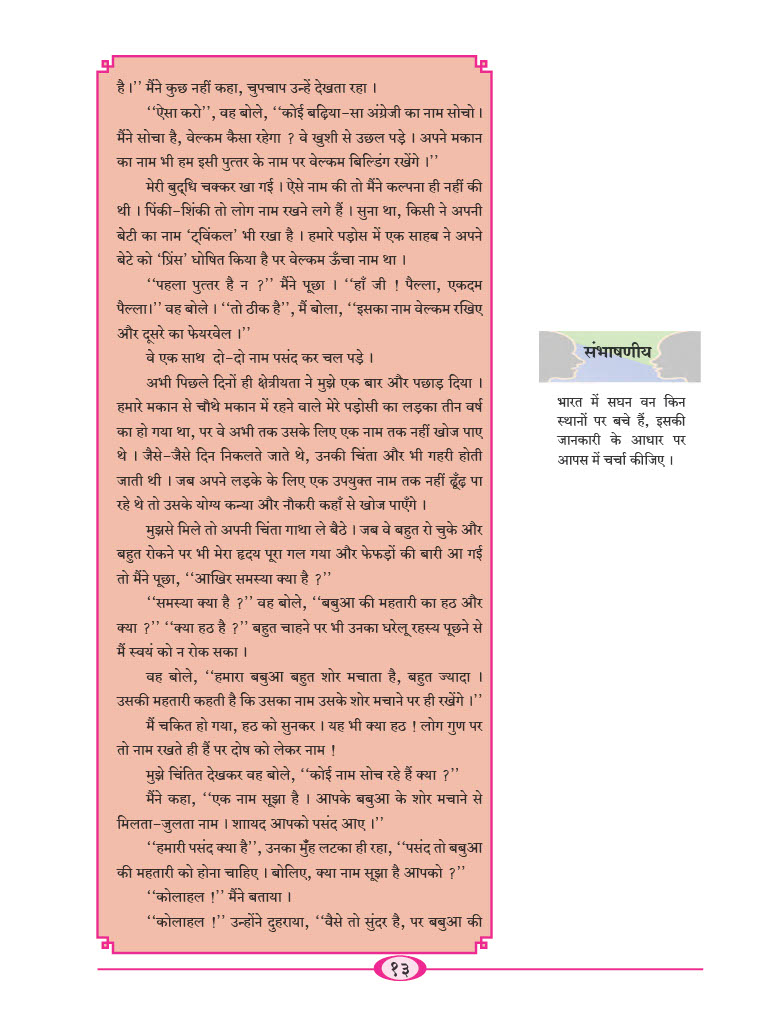 है ।’’ मैंने कुछ नहीं कहा, चुपचाप उन्हें देखता रहा ।
‘‘ऐसा करो’’, वह बोले, ‘‘कोई बढ़िया-सा अंग्रेजी का नाम सोचो ।
मैंने सोचा है, वेल्कम कैसा रहेगा ? वे खुशी से उछल पड़े । अपने मकान
का नाम भी हम इसी पुत्तर के नाम पर वेल्कम बिल्डिंग रखेंगे ।’’
मेरी बुद्धि चक्कर खा गई । ऐसे नाम की तो मैंने कल्पना ही नहीं की
थी । पिंकी-शिंकी तो लोग नाम रखने लगे हैं । सुना था, किसी ने अपनी
बेटी का नाम ‘ट्विंकल’ भी रखा है । हमारे पड़ोस में एक साहब ने अपने
बेटे को ‘प्रिंस’ घोषित किया है पर वेल्कम ऊँचा नाम था ।
‘‘पहला पुत्तर है न ?’’ मैंने पूछा । ‘‘हाँ जी ! पैल्ला, एकदम
पैल्ला।’’ वह बोले । ‘‘तो ठीक है’’, मैं बोला, ‘‘इसका नाम वेल्कम रखिए
और दूसरे का फेयरवेल ।’’
वे एक साथ दो-दो नाम पसंद कर चल पड़े ।
अभी पिछले दिनों ही क्षेत्रीयता ने मुझे एक बार और पछाड़ दिया ।
हमारे मकान से चौथे मकान में रहने वाले मेरे पड़ोसी का लड़का तीन वर्ष
का हो गया था, पर वे अभी तक उसके लिए एक नाम तक नहीं खोज पाए
थे । जैसे-जैसे दिन निकलते जाते थे, उनकी चिंता और भी गहरी होती
जाती थी । जब अपने लड़के के लिए एक उपयुक्त नाम तक नहीं ढूँढ़ पा
रहे थे तो उसके योग्य कन्या और नौकरी कहाँ से खोज पाएँगे ।
मुझसे मिले तो अपनी चिंता गाथा ले बैठे । जब वे बहुत रो चुके और
बहुत रोकने पर भी मेरा हृदय पूरा गल गया और फेफड़ों की बारी आ गई
तो मैंने पूछा, ‘‘आखिर समस्या क्या है ?’’
‘‘समस्या क्या है ?’’ वह बोले, ‘‘बबुआ की महतारी का हठ और
क्या ?’’ ‘‘क्या हठ है ?’’ बहुत चाहने पर भी उनका घरेलू रहस्य पूछने से
मैं स्वयं को न रोक सका ।
वह बोले, ‘‘हमारा बबुआ बहुत शोर मचाता है, बहुत ज्यादा ।
उसकी महतारी कहती है कि उसका नाम उसके शोर मचाने पर ही रखेंगे ।’’
मैं चकित हो गया, हठ को सुनकर । यह भी क्या हठ ! लोग गुण पर
तो नाम रखते ही हैं पर दोष को लेकर नाम !
मुझे चिंतित देखकर वह बोले, ‘‘कोई नाम सोच रहे हैं क्या ?’’
मैंने कहा, ‘‘एक नाम सूझा है । आपके बबुआ के शोर मचाने से
मिलता-जुलता नाम । शाायद आपको पसंद आए ।’’
‘‘हमारी पसंद क्या है’’, उनका मुँह लटका ही रहा, ‘‘पसंद तो बबुआ
की महतारी को होना चाहिए । बोलिए, क्या नाम सूझा है आपको ?’’
‘‘कोलाहल !’’ मैंने बताया ।
‘‘कोलाहल !’’ उन्होंने दुहराया, ‘‘वैसे तो सुंदर है, पर बबुआ की
संभाषणीय
भारत में सघन वन किन
स्थानों पर बचे हैं, इसकी
जानकारी के आधार पर
आपस में चर्चा कीजिए ।
१३